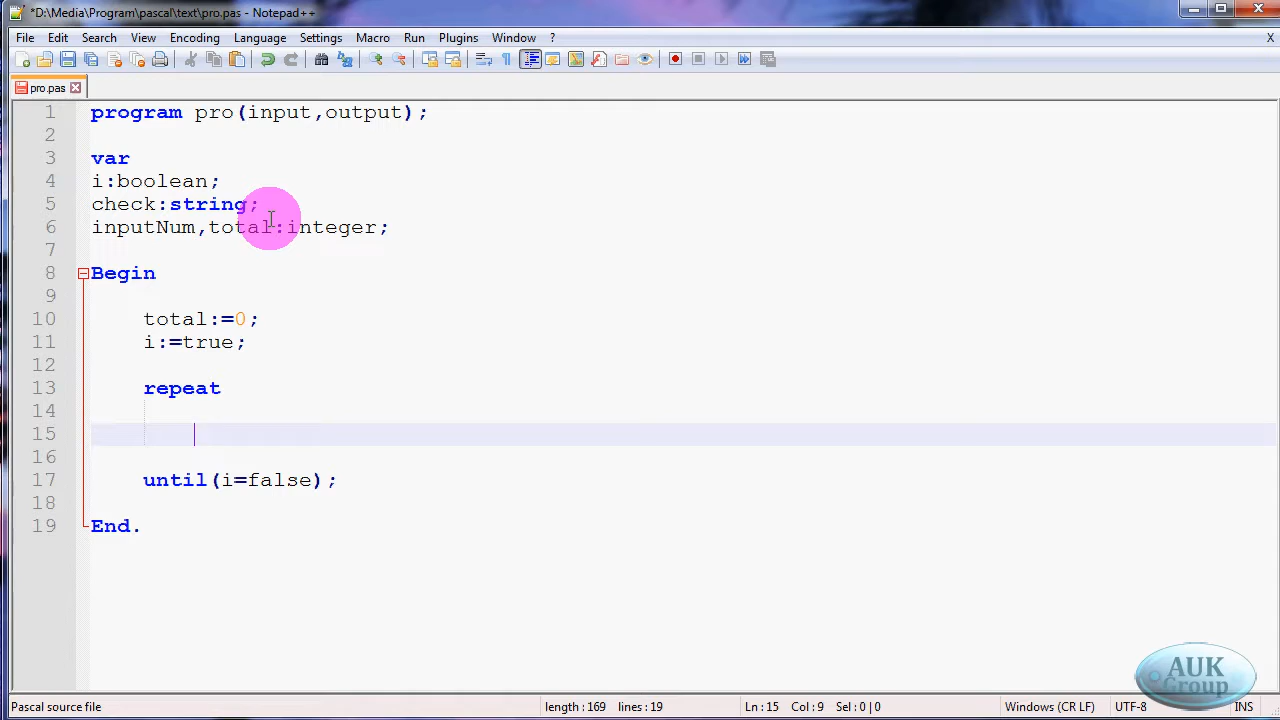 *D:\Media\Program\pascal\text\pro.pas - Notepad++
File Edit Search View Encoding Language Settings Macro Run Plugins Window ? X
pro.pas
1 program pro(input,output);
2
3 var
4 i:boolean;
5 check:string;
6 inputNum,total:integer;
7
8 Begin
9
10 total:=0;
11 i:=true;
12
13 repeat
14
15
16
17 until(i=false);
18
19 End.
AUK
Group
Pascal source file length : 169 lines : 19 Ln : 15 Col : 9 Sel : 0 | 0 Windows (CR LF) UTF-8 INS